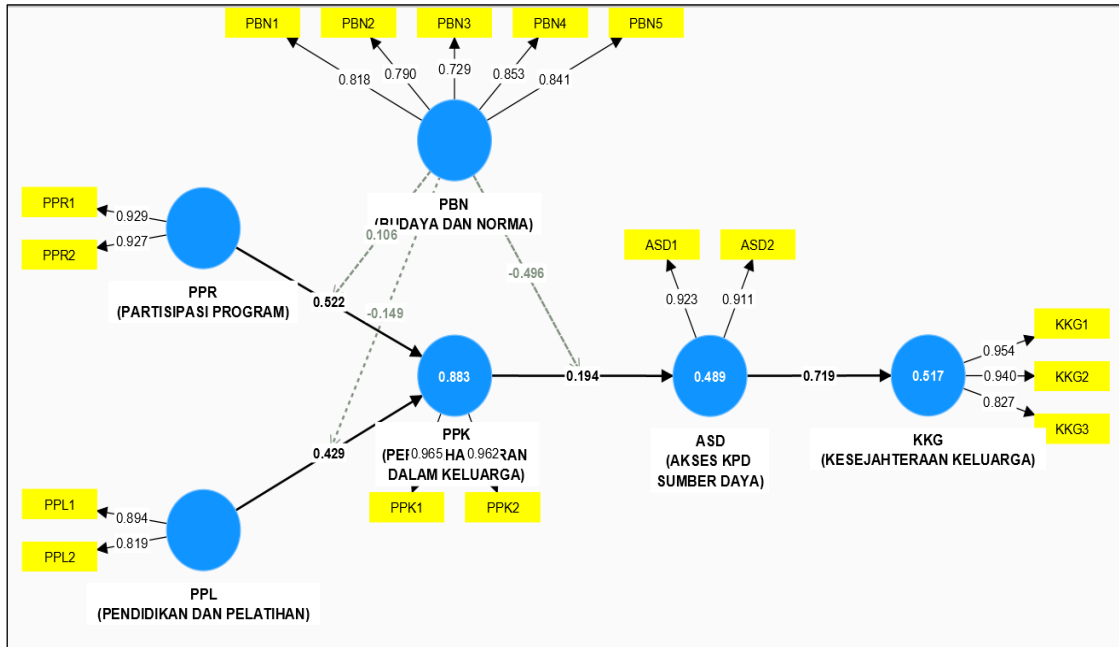 PBN1
PBN2
PBN3
PBN4
PBN5
0.818
0.790
0.729
0.853
0.841
PBN
(BUDAYA DAN NORMA)
PPR1
PPR2
0.929
0.927
PPR
(PARTISIPASI PROGRAM)
0.106
-0.149
-0.496
0.522
0.429
ASD1
ASD2
0.923
0.911
0.883
0.194
0.489
0.719
0.517
0.954
0.940
0.827
KKG1
KKG2
KKG3
PPK
0.965
0.962
DALAM KELUARGA)
PPK1
PPK2
ASD
(AKSES KPD
SUMBER DAYA)
KKG
(KESEJAHTERAAN KELUARGA)
PPL1
PPL2
0.894
0.819
PPL
(PENDIDIKAN DAN PELATIHAN)